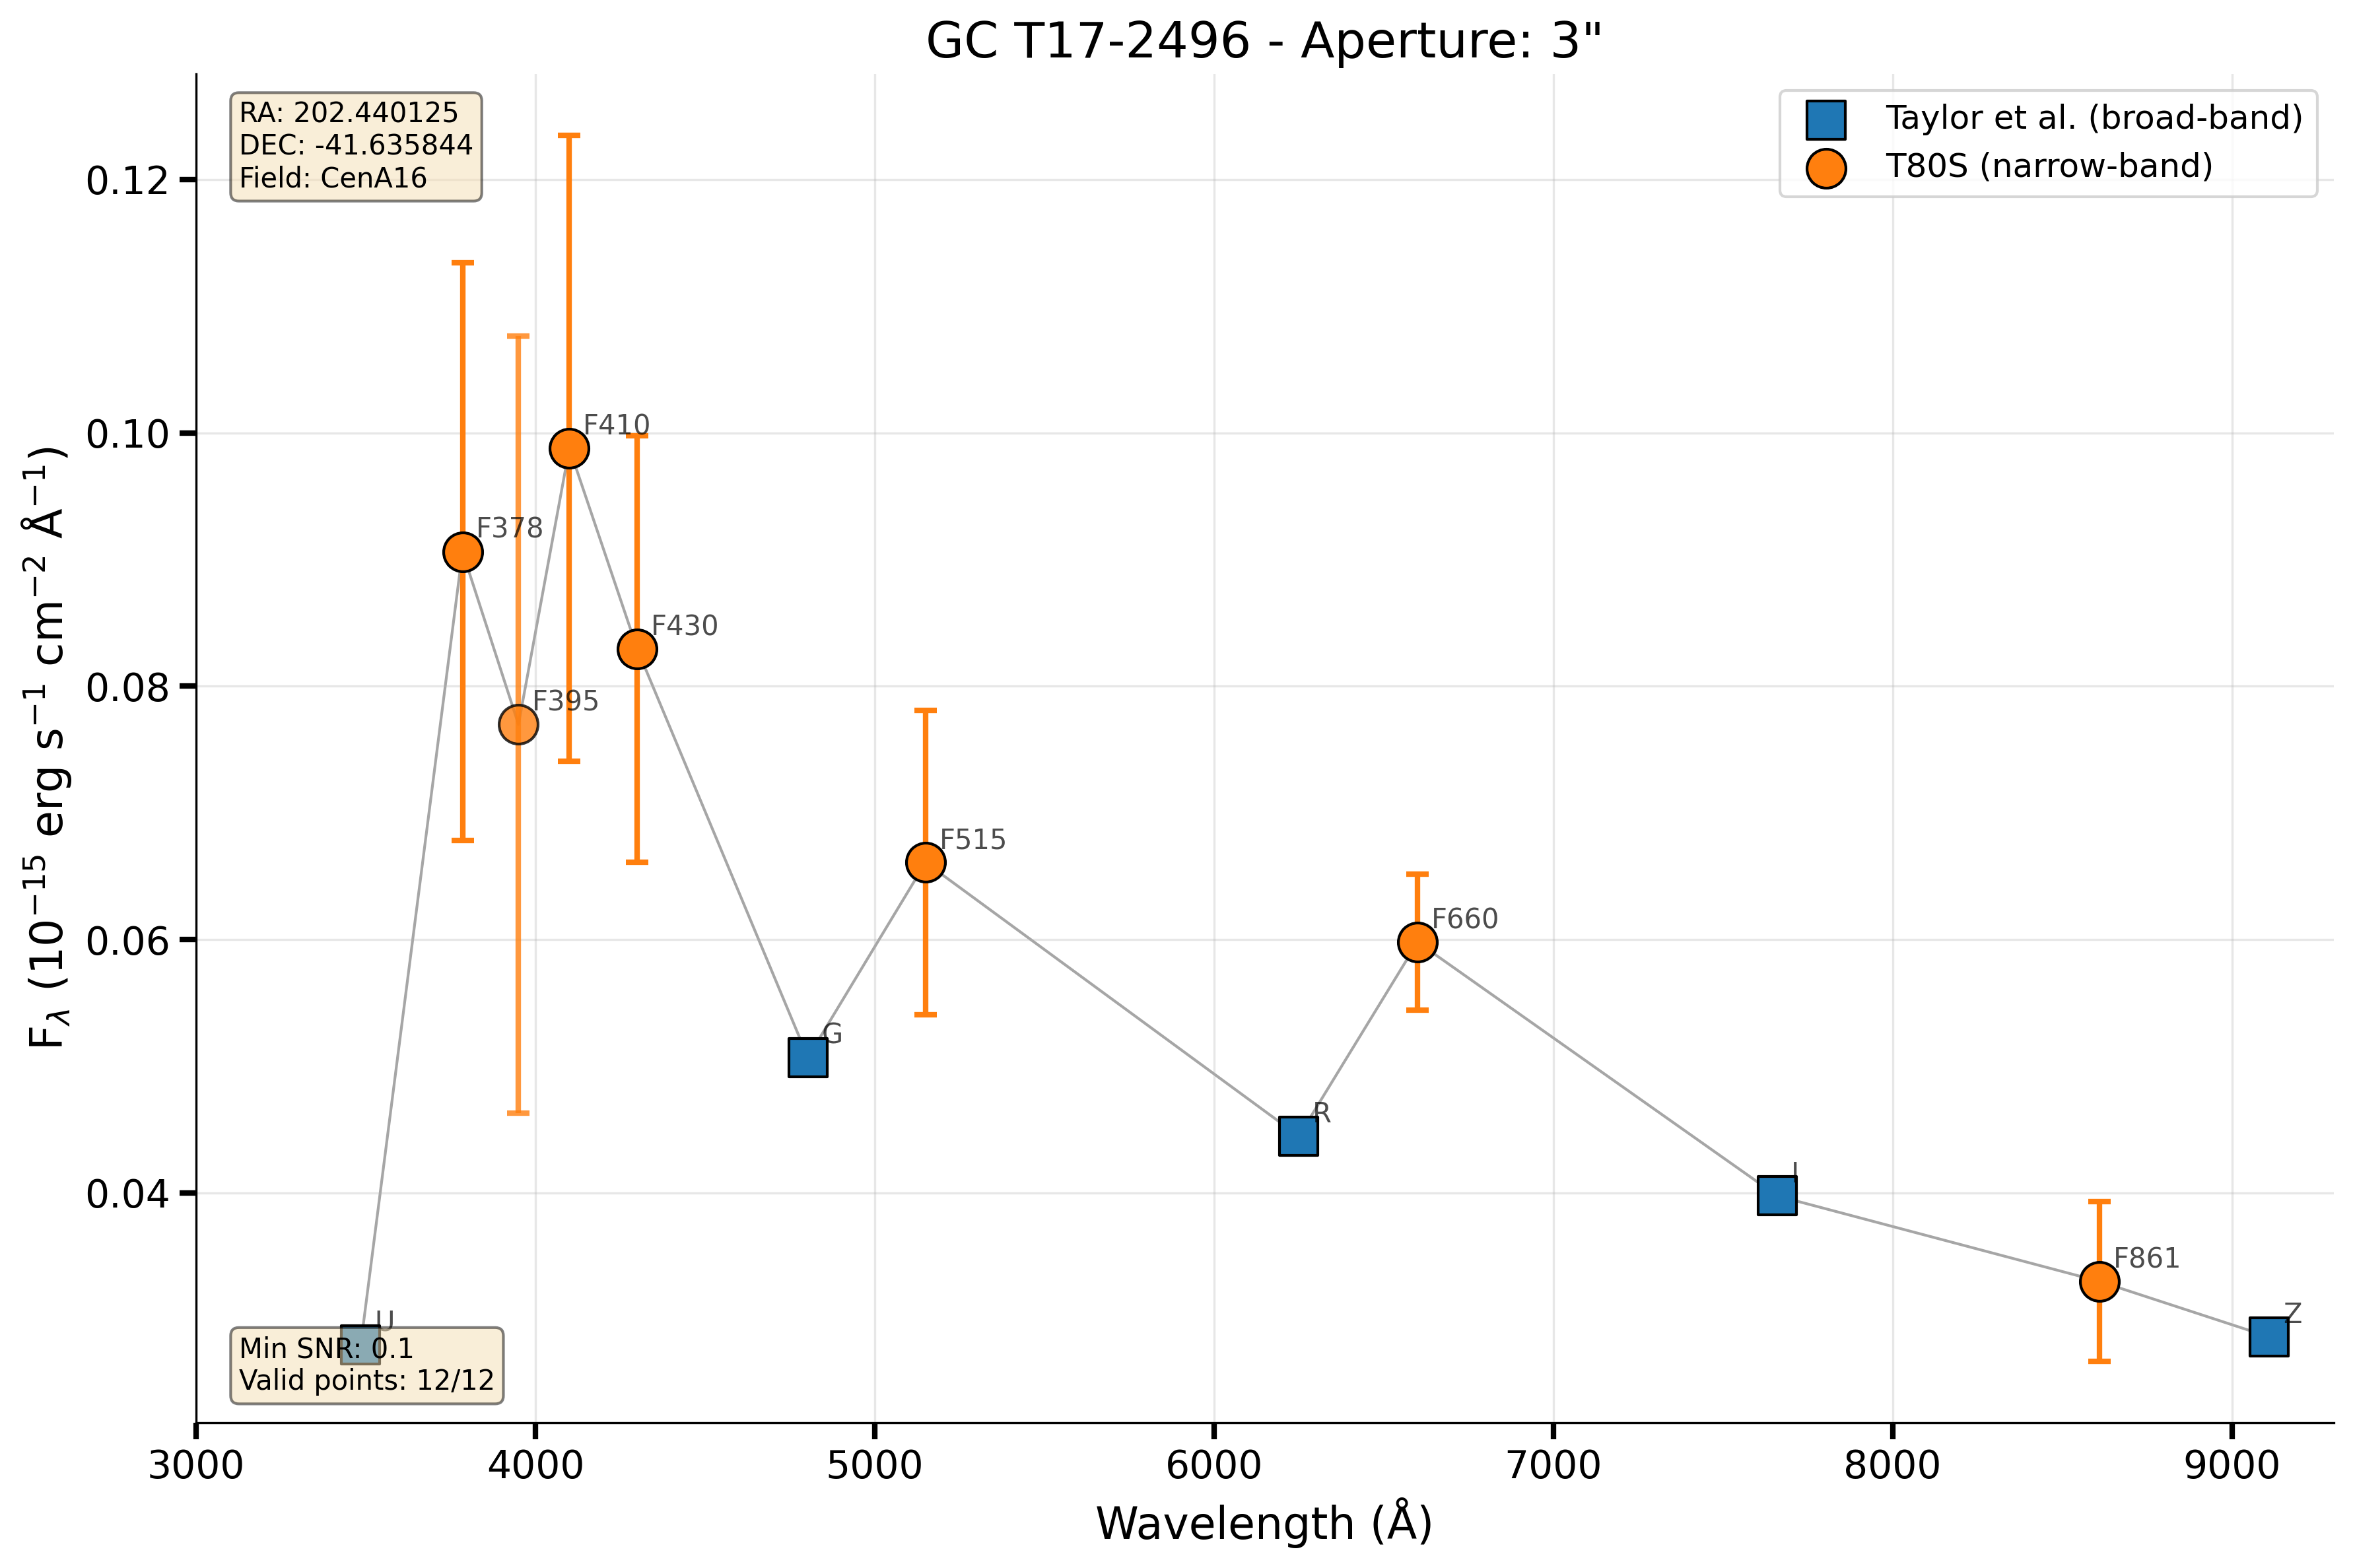 GC T17-2496 - Aperture: 3"
RA: 202.440125
DEC: -41.635844
Field: CenA16
Taylor et al. (broad-band)
T80S (narrow-band)
F_λ (10⁻¹⁵ erg s⁻¹ cm⁻² Å⁻¹)
0.12
0.10
0.08
0.06
0.04
F410
F378
F430
F395
F515
F660
G
R
I
F861
U
Z
Min SNR: 0.1
Valid points: 12/12
3000
4000
5000
6000
7000
8000
9000
Wavelength (Å)